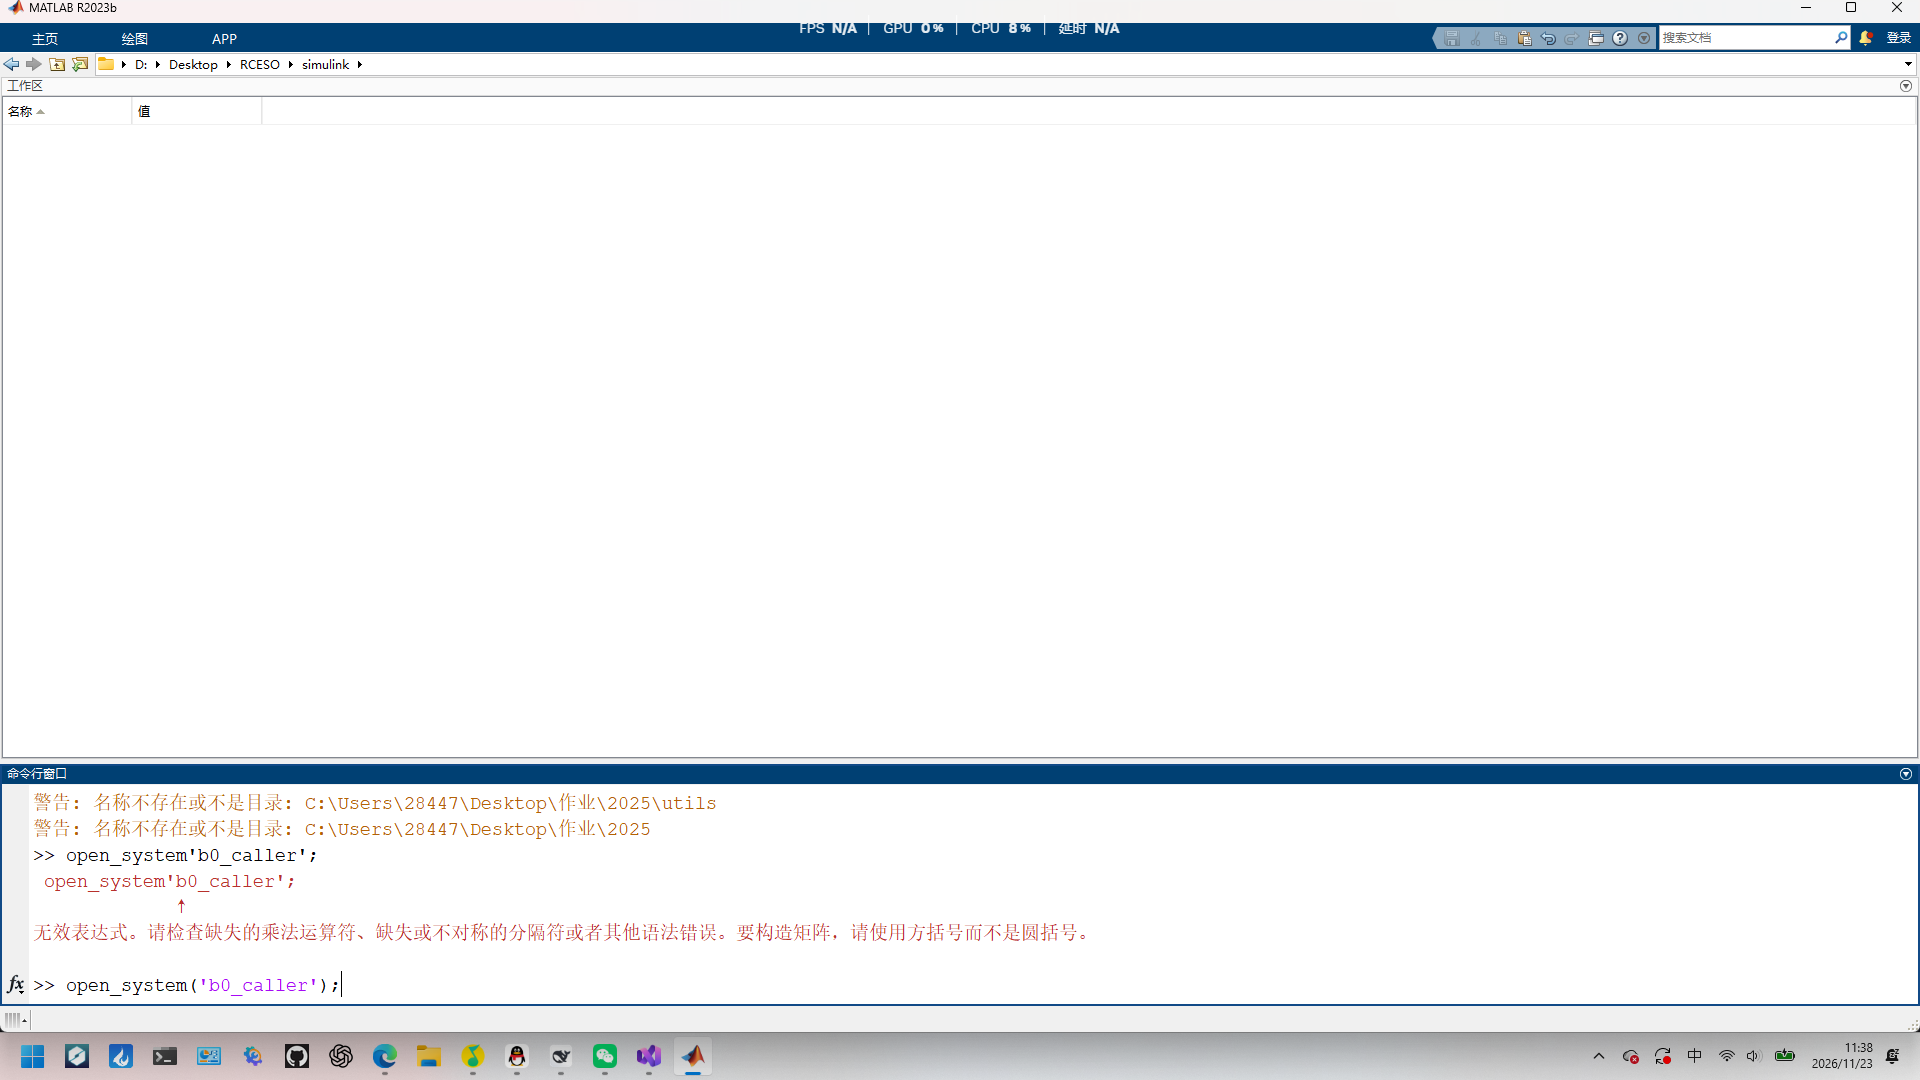 MATLAB R2023b
主页 绘图 APP
FPS N/A | GPU 0% | CPU 8% | 延时 N/A
搜索文档
登录
D: Desktop RCESO simulink
工作区
名称 值
命令行窗口
警告: 名称不存在或不是目录: C:\Users\28447\Desktop\作业\2025\utils
警告: 名称不存在或不是目录: C:\Users\28447\Desktop\作业\2025
>> open_system'b0_caller';
open_system'b0_caller';
↑
无效表达式。请检查缺失的乘法运算符、缺失或不对称的分隔符或者其他语法错误。要构造矩阵，请使用方括号而不是圆括号。
fx >> open_system('b0_caller');
中
11:38
2026/11/23